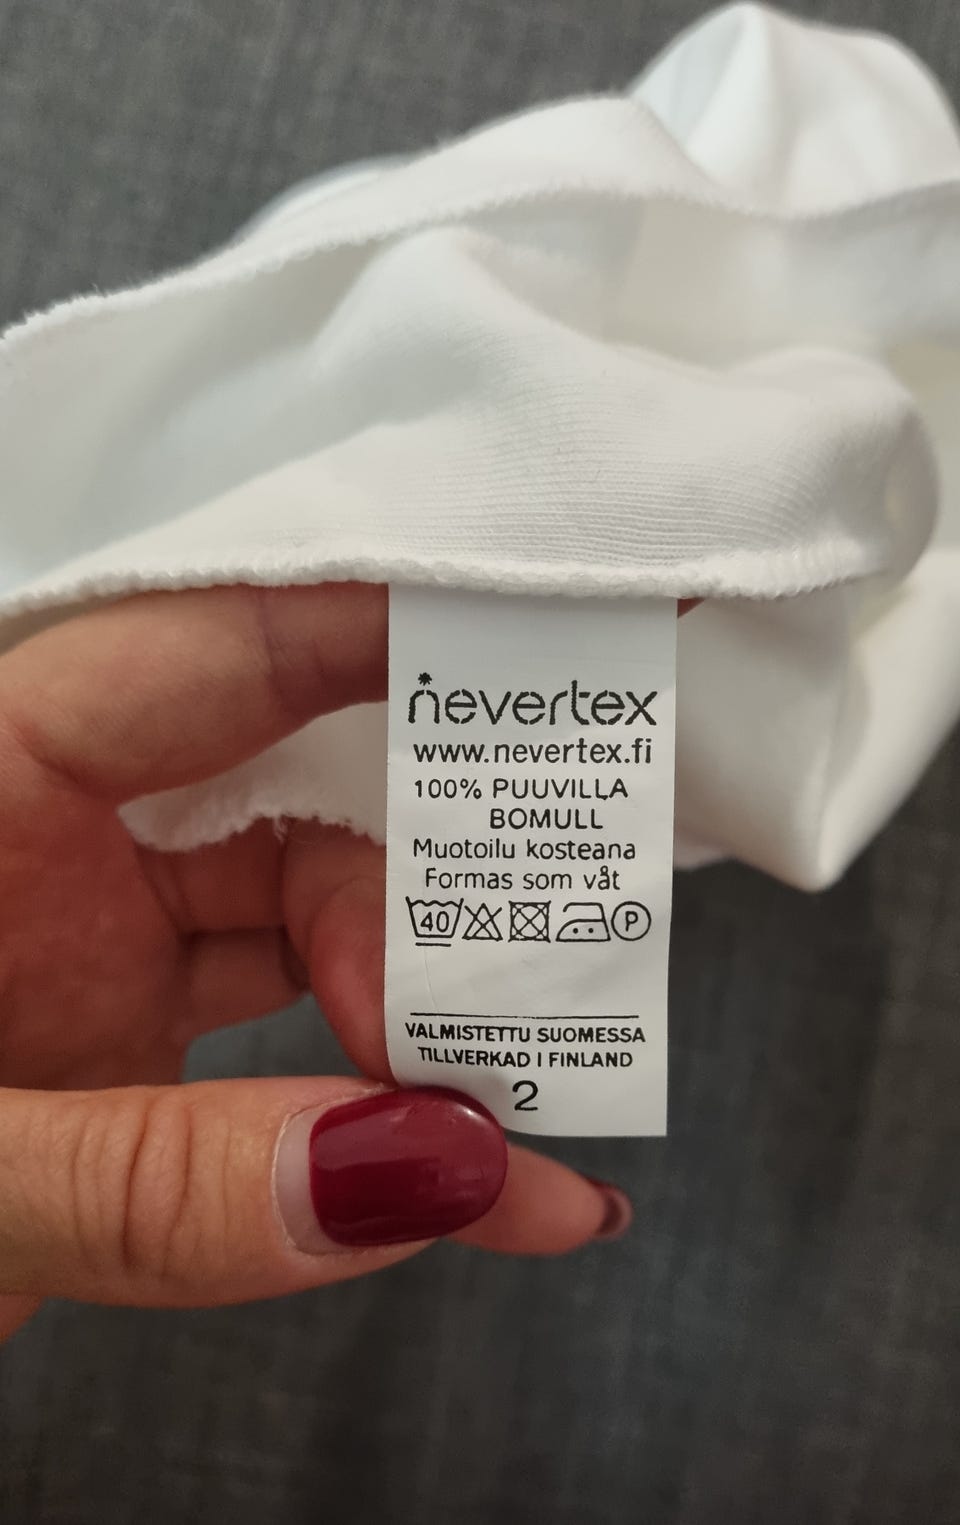 nevertex
www.nevertex.fi
100% PUUVILLA
BOMULL
Muotoilu kosteana
Formas som våt
40 P
VALMISTETTU SUOMESSA
TILLVERKAD I FINLAND
2